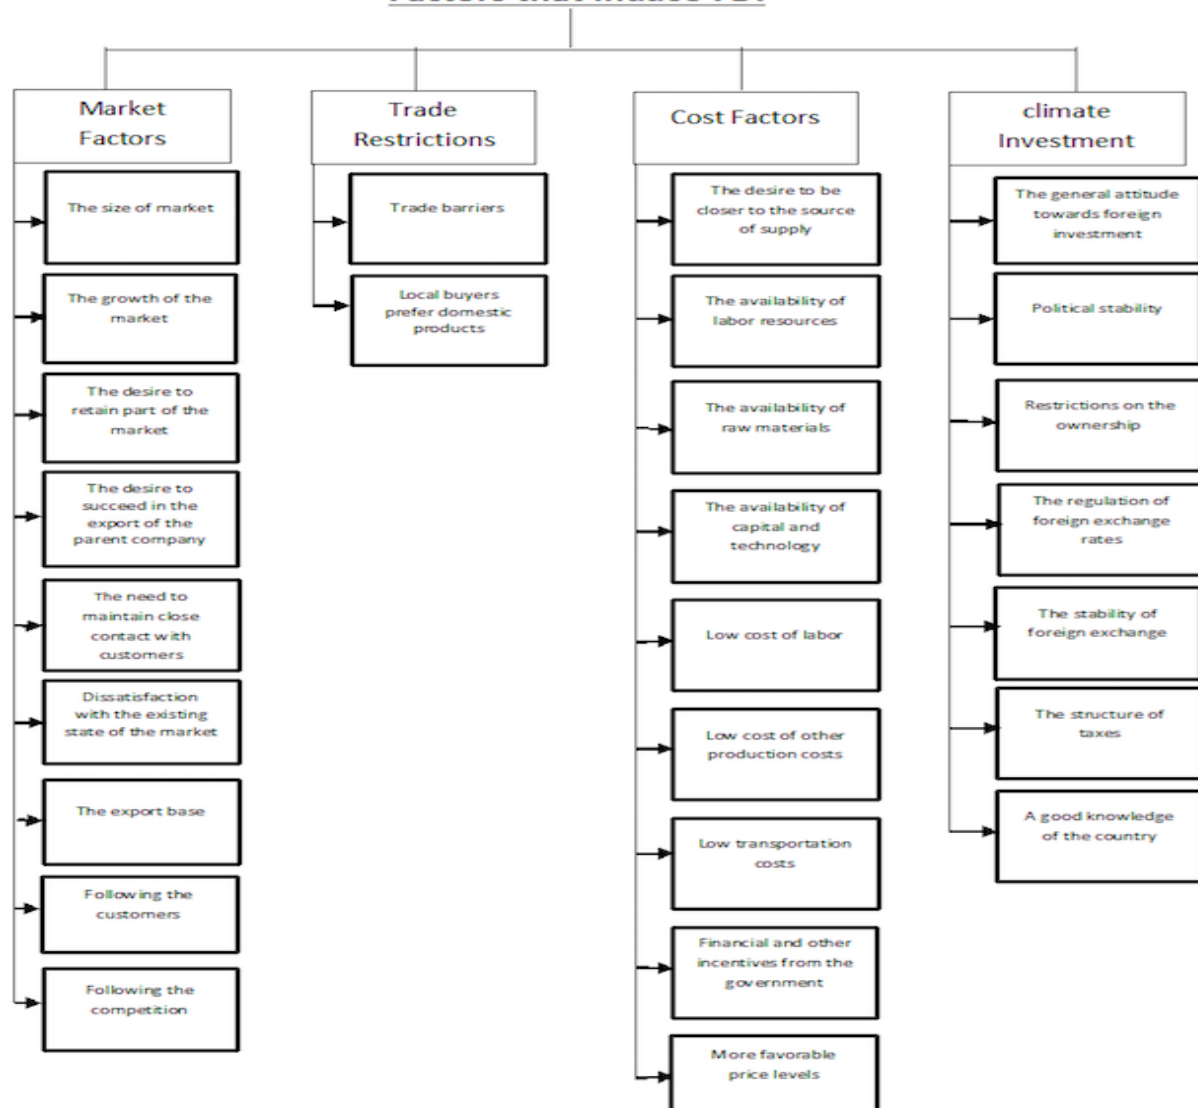 Market
Factors
The size of market
The growth of the
market
The desire to
retain part of the
market
The desire to
succeed in the
export of the
parent company
The need to
maintain close
contact with
customers
Dissatisfaction
with the existing
state of the market
The export base
Following the
customers
Following the
competition
Trade
Restrictions
Trade barriers
Local buyers
prefer domestic
products
Cost Factors
The desire to be
closer to the source
of supply
The availability of
labor resources
The availability of
raw materials
The availability of
capital and
technology
Low cost of labor
Low cost of other
production costs
Low transportation
costs
Financial and other
incentives from the
government
More favorable
price levels
climate
Investment
The general attitude
towards foreign
investment
Political stability
Restrictions on the
ownership
The regulation of
foreign exchange
rates
The stability of
foreign exchange
The structure of
taxes
A good knowledge
of the country